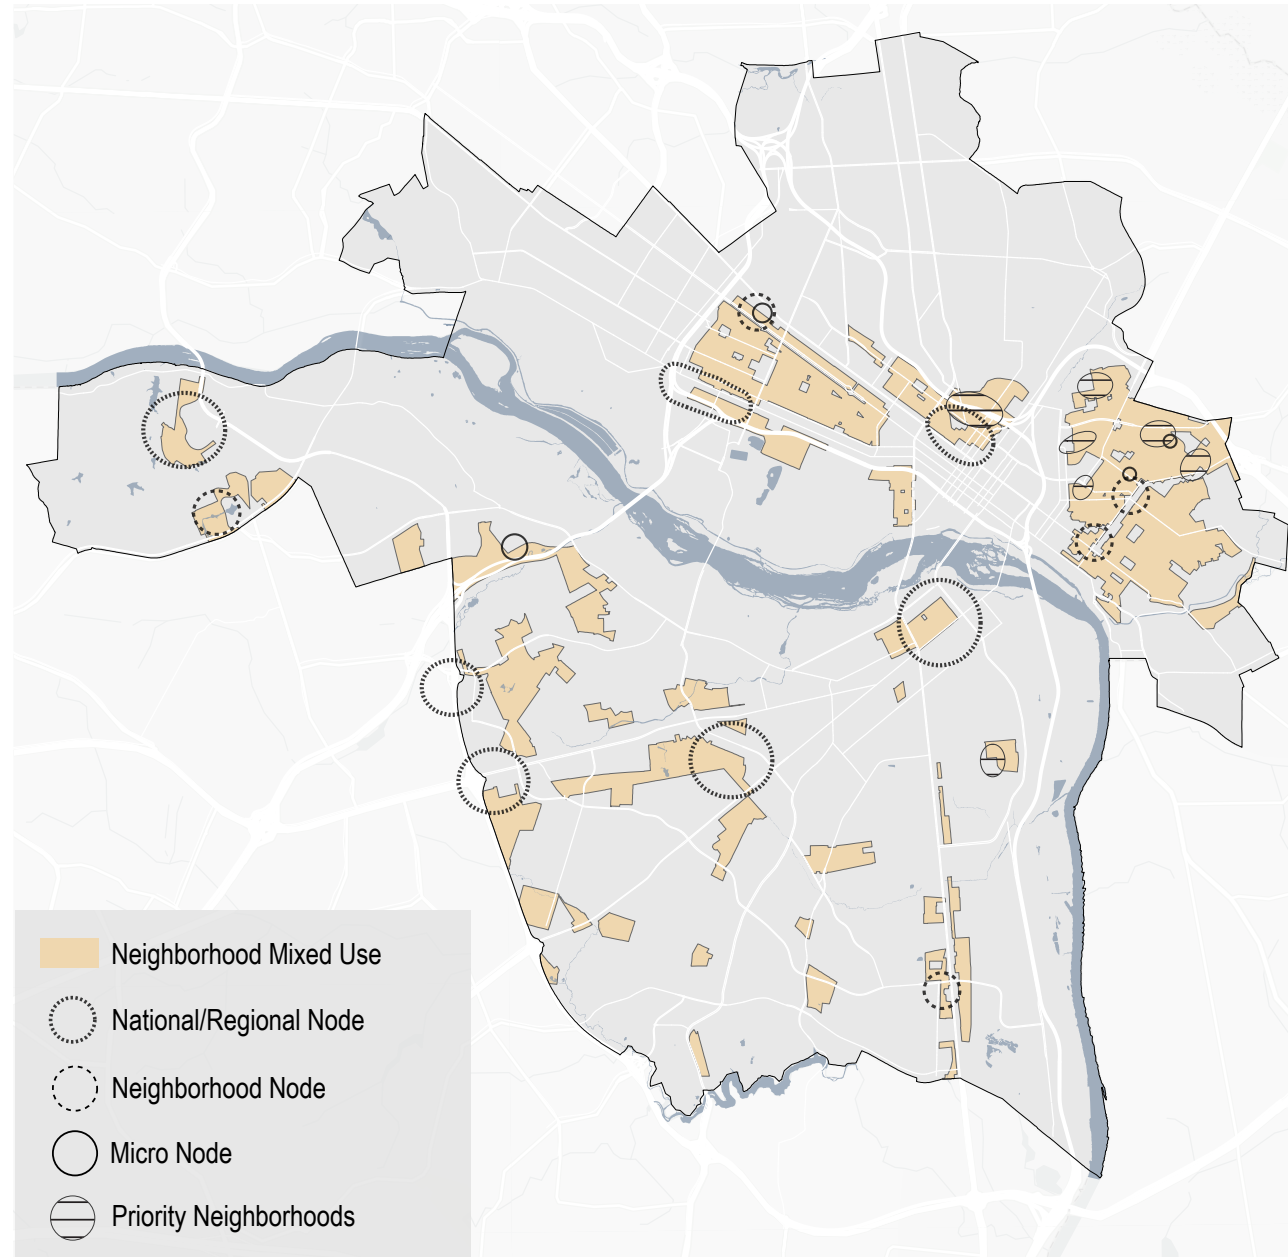 Neighborhood Mixed Use
National/Regional Node
Neighborhood Node
Micro Node
Priority Neighborhoods